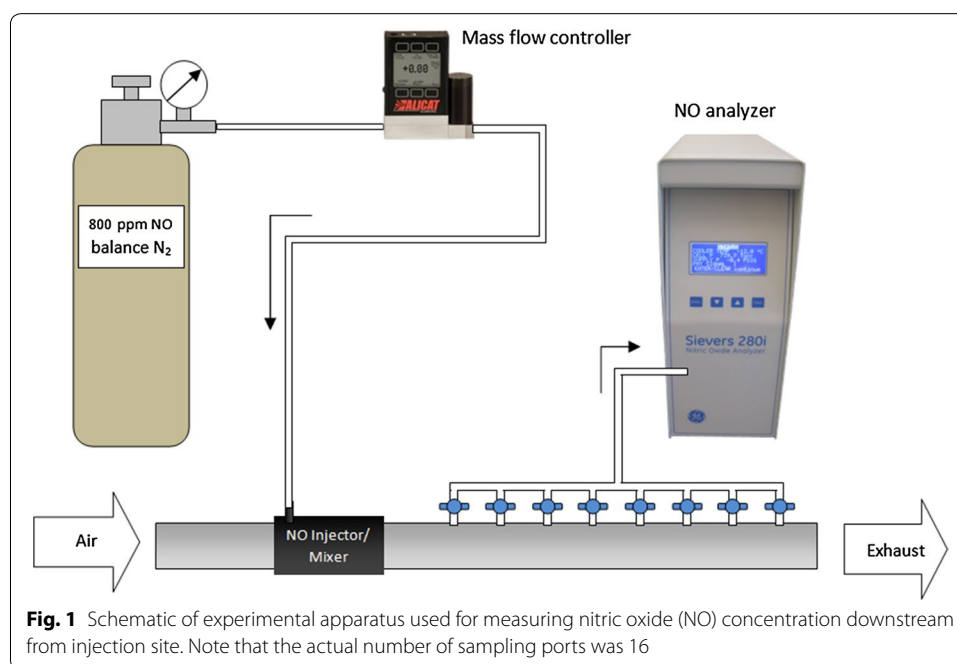 Mass flow controller
+0.00
ALICAT
NO analyzer
800 ppm NO
balance N₂
Sievers 280i
Nitric Oxide Analyzer
GE
Air
NO Injector/
Mixer
Exhaust
Fig. 1 Schematic of experimental apparatus used for measuring nitric oxide (NO) concentration downstream
from injection site. Note that the actual number of sampling ports was 16